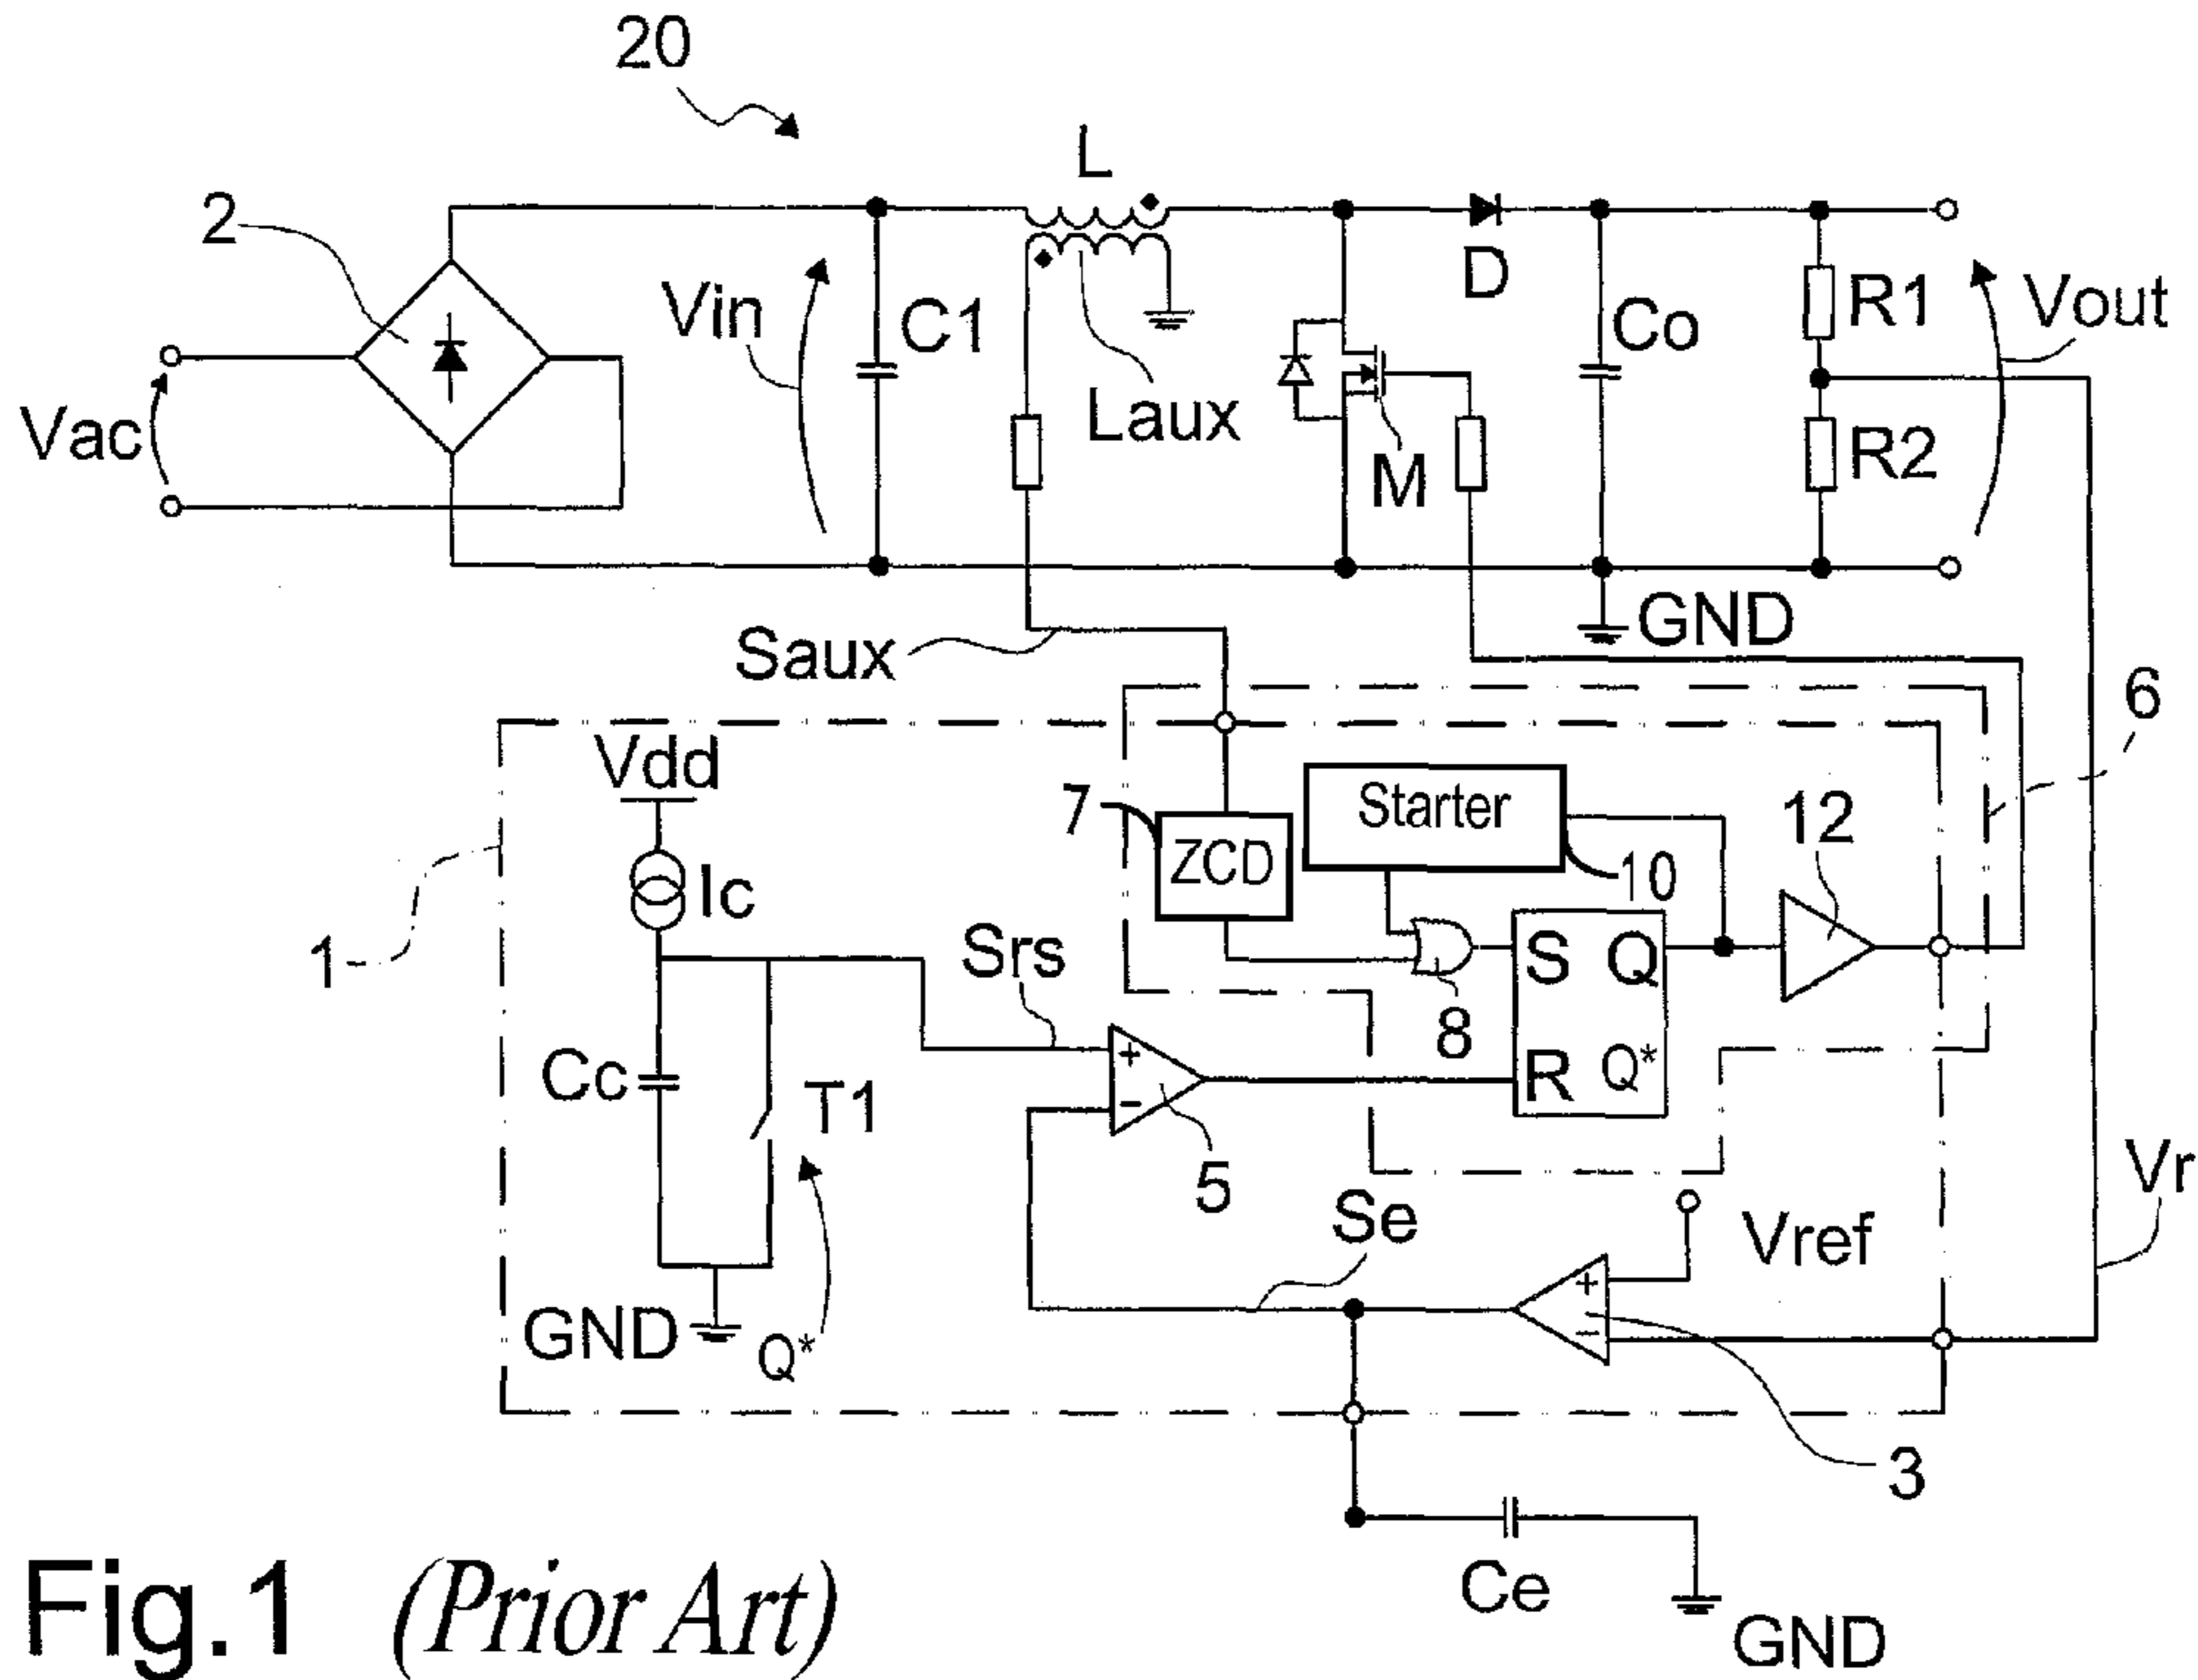 20
L
2
Vin
C1
D
Co
R1
Vout
Vac
Laux
M
R2
GND
Saux
6
Vdd
7
Starter
12
ZCD
10
Ic
1
Srs
S Q
8
Cc
T1
+
-
R Q*
5
Se
Vref
Vr
+
-
GND
Q*
3
Ce
GND
Fig.1 (Prior Art)